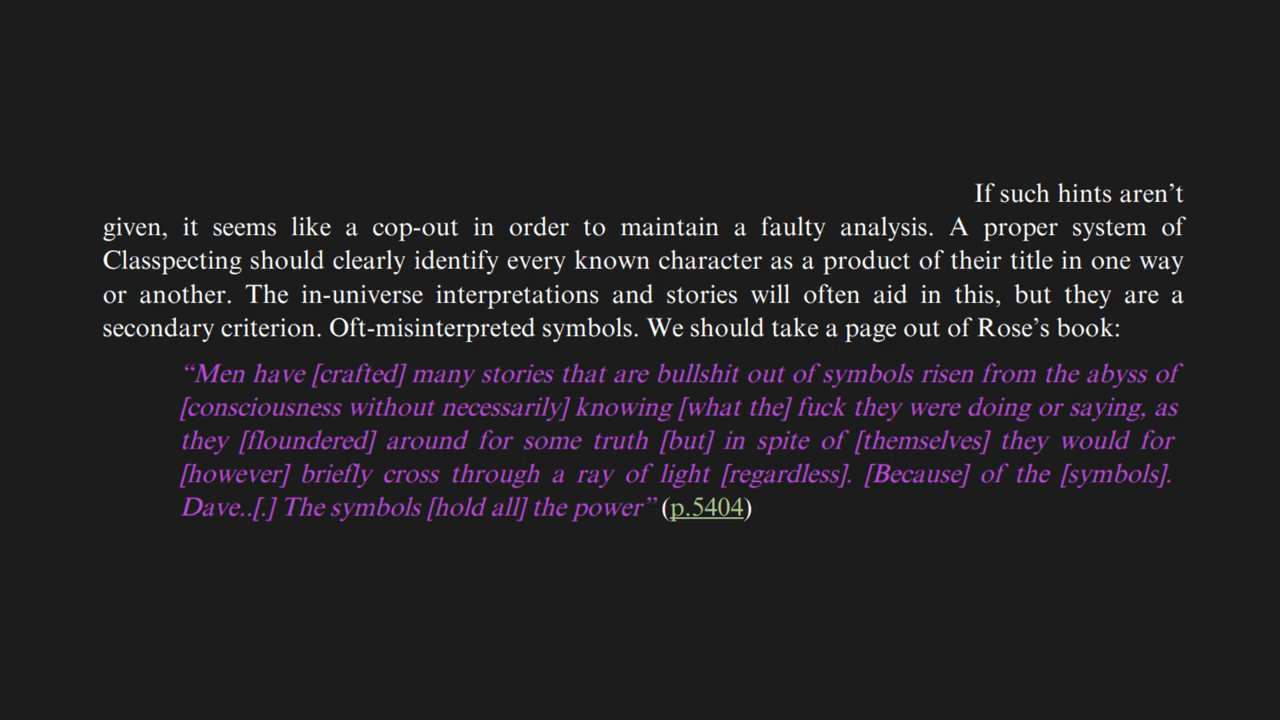 If such hints aren’t
given, it seems like a cop-out in order to maintain a faulty analysis. A proper system of
Classpecting should clearly identify every known character as a product of their title in one way
or another. The in-universe interpretations and stories will often aid in this, but they are a
secondary criterion. Oft-misinterpreted symbols. We should take a page out of Rose’s book:
“Men have [crafted] many stories that are bullshit out of symbols risen from the abyss of
[consciousness without necessarily] knowing [what the] fuck they were doing or saying, as
they [floundered] around for some truth [but] in spite of [themselves] they would for
[however] briefly cross through a ray of light [regardless]. [Because] of the [symbols].
Dave..[.] The symbols [hold all] the power” (p.5404)